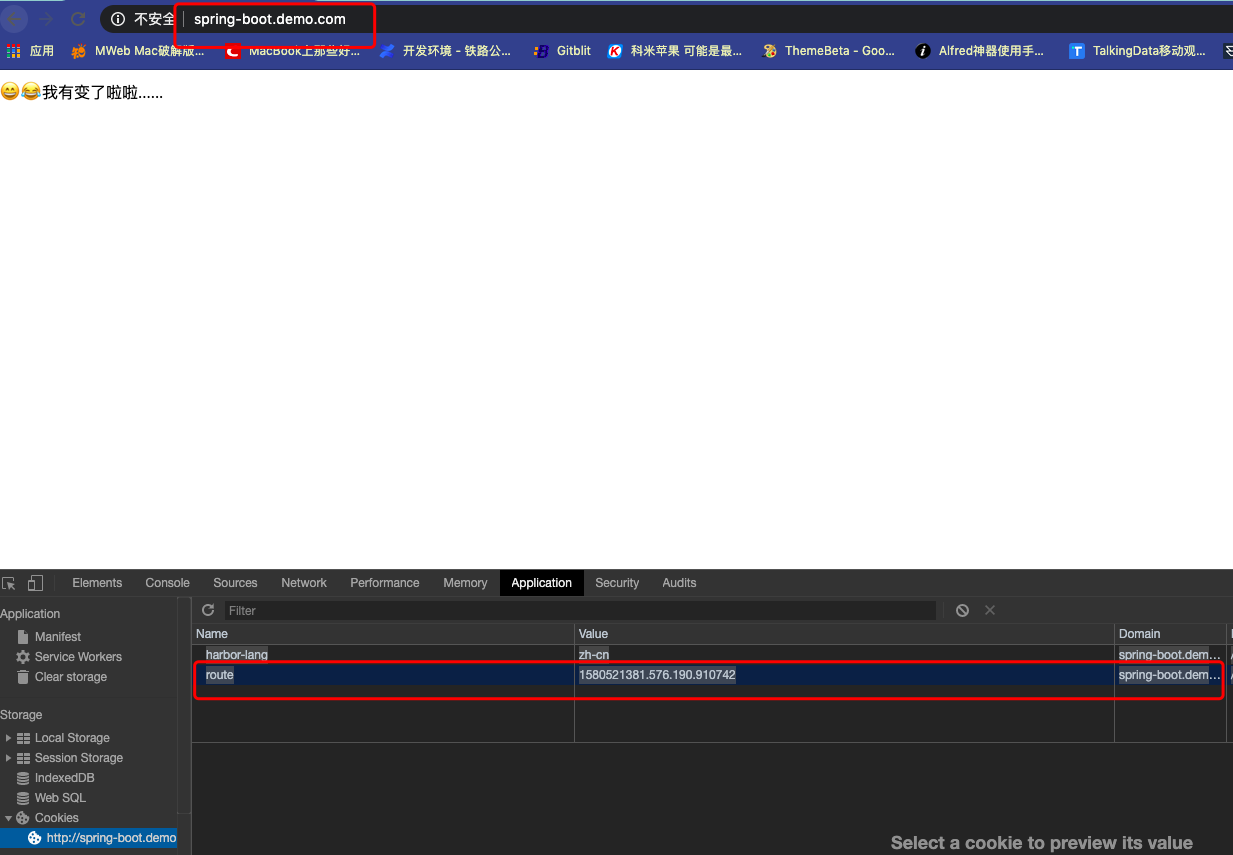 不安全 spring-boot.demo.com
应用 MWeb Mac破解版... MacBook上那些好... 开发环境 - 铁路公... Gitblit 科米苹果 可能是最... ThemeBeta - Goo... Alfred神器使用手... TalkingData移动观...
😄😂我有变了啦啦......
Elements Console Sources Network Performance Memory Application Security Audits
Application
Filter
Manifest
Service Workers
Clear storage
Storage
Local Storage
Session Storage
IndexedDB
Web SQL
Cookies
http://spring-boot.demo
Name Value Domain
harbor-lang zh-cn spring-boot.dem...
route 1580521381.576.190.910742 spring-boot.dem...
Select a cookie to preview its value